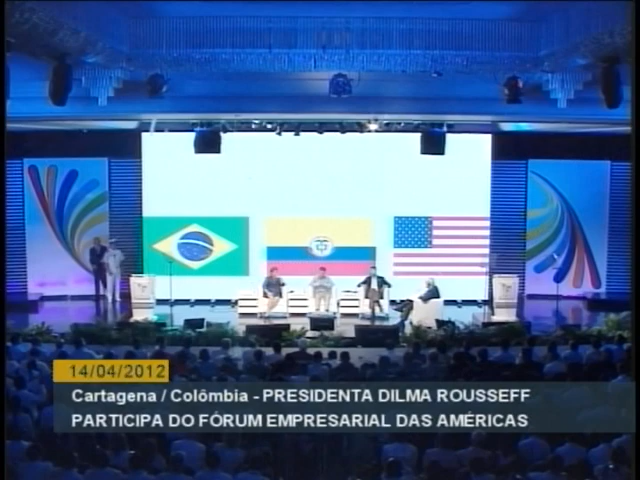 14/04/2012
Cartagena / Colômbia - PRESIDENTA DILMA ROUSSEFF
PARTICIPA DO FÓRUM EMPRESARIAL DAS AMÉRICAS